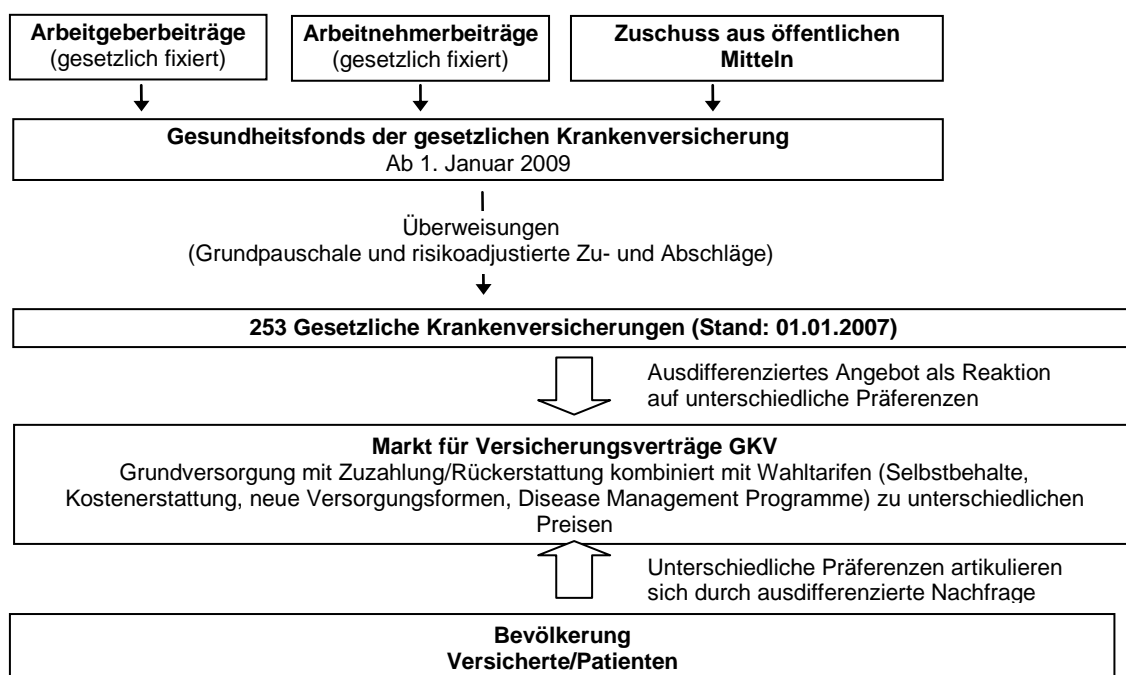 Arbeitgeberbeiträge
(gesetzlich fixiert)
Arbeitnehmerbeiträge
(gesetzlich fixiert)
Zuschuss aus öffentlichen
Mitteln
Gesundheitsfonds der gesetzlichen Krankenversicherung
Ab 1. Januar 2009
Überweisungen
(Grundpauschale und risikoadjustierte Zu- und Abschläge)
253 Gesetzliche Krankenversicherungen (Stand: 01.01.2007)
Ausdifferenziertes Angebot als Reaktion
auf unterschiedliche Präferenzen
Markt für Versicherungsverträge GKV
Grundversorgung mit Zuzahlung/Rückerstattung kombiniert mit Wahltarifen (Selbstbehalte,
Kostenerstattung, neue Versorgungsformen, Disease Management Programme) zu unterschiedlichen
Preisen
Unterschiedliche Präferenzen artikulieren
sich durch ausdifferenzierte Nachfrage
Bevölkerung
Versicherte/Patienten